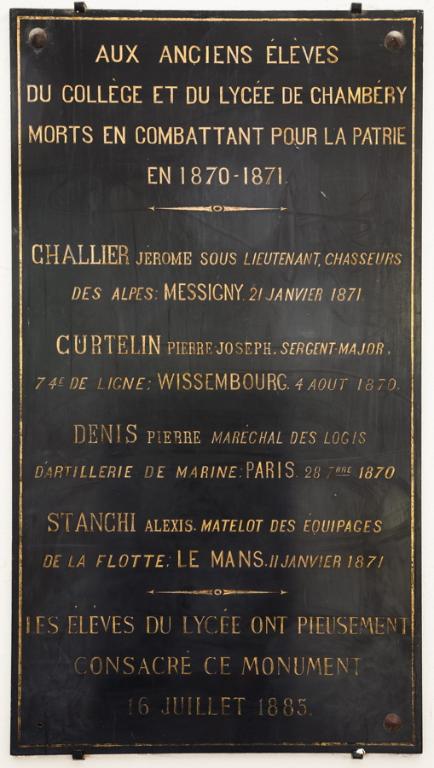 AUX ANCIENS ÉLÈVES
DU COLLÈGE ET DU LYCÉE DE CHAMBÉRY
MORTS EN COMBATTANT POUR LA PATRIE
EN 1870-1871.
CHALLIER JÉROME SOUS LIEUTENANT, CHASSEURS
DES ALPES: MESSIGNY. 21 JANVIER 1871.
CURTELIN PIERRE-JOSEPH. SERGENT-MAJOR,
74E DE LIGNE: WISSEMBOURG. 4 AOUT 1870.
DENIS PIERRE MARÉCHAL DES LOGIS
D'ARTILLERIE DE MARINE: PARIS. 28 7BRE 1870
STANCHI ALEXIS. MATELOT DES ÉQUIPAGES
DE LA FLOTTE: LE MANS. 11 JANVIER 1871
LES ÉLÈVES DU LYCÉE ONT PIEUSEMENT
CONSACRÉ CE MONUMENT
16 JUILLET 1885.